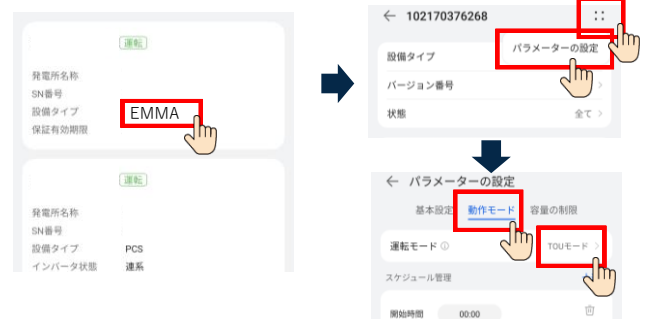 運転
発電所名称
SN番号
設備タイプ EMMA
保証有効期限
運転
発電所名称
SN番号
設備タイプ PCS
インバータ状態 連系
← 102170376268
設備タイプ パラメーターの設定
バージョン番号 >
状態 全て >
← パラメーターの設定
基本設定 動作モード 容量の制限
運転モード TOUモード >
スケジュール管理
開始時間 00:00